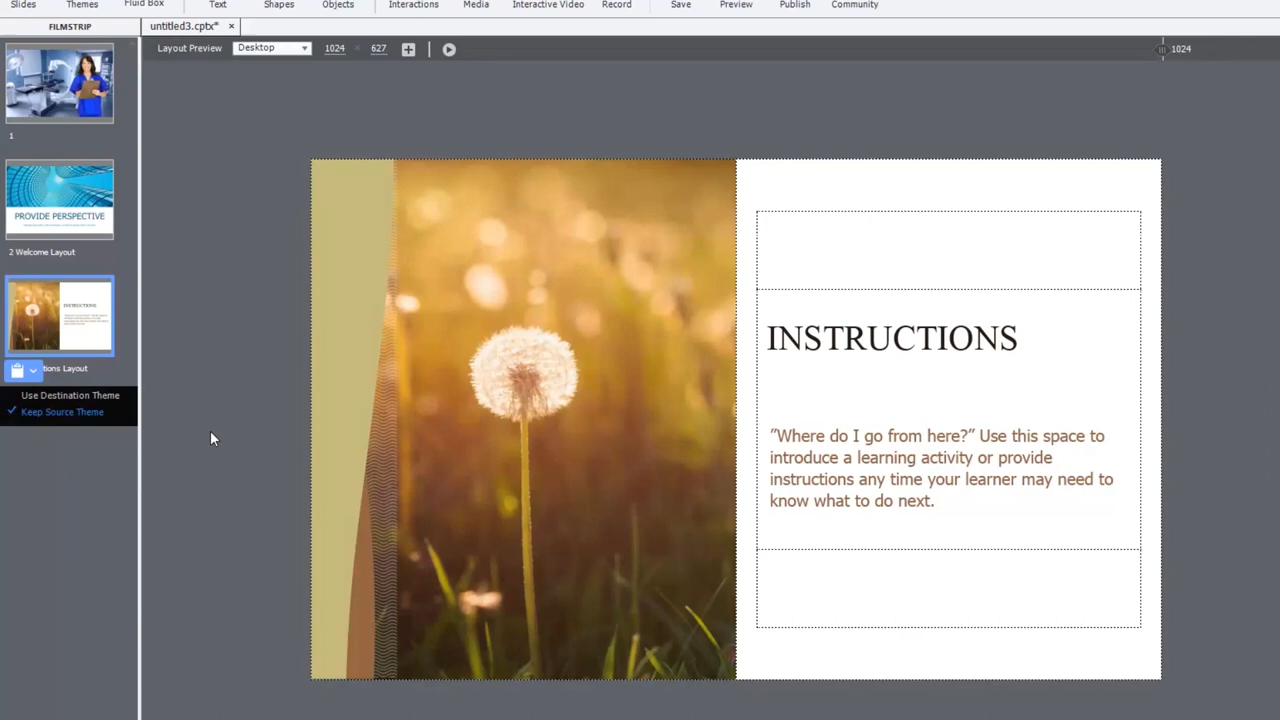 Slides Themes Fluid Box Text Shapes Objects Interactions Media Interactive Video Record Save Preview Publish Community
FILMSTRIP untitled3.cptx* ×
Layout Preview Desktop 1024 × 627 1024
1
PROVIDE PERSPECTIVE
2 Welcome Layout
INSTRUCTIONS
tions Layout
Use Destination Theme
Keep Source Theme
INSTRUCTIONS
”Where do I go from here?” Use this space to
introduce a learning activity or provide
instructions any time your learner may need to
know what to do next.